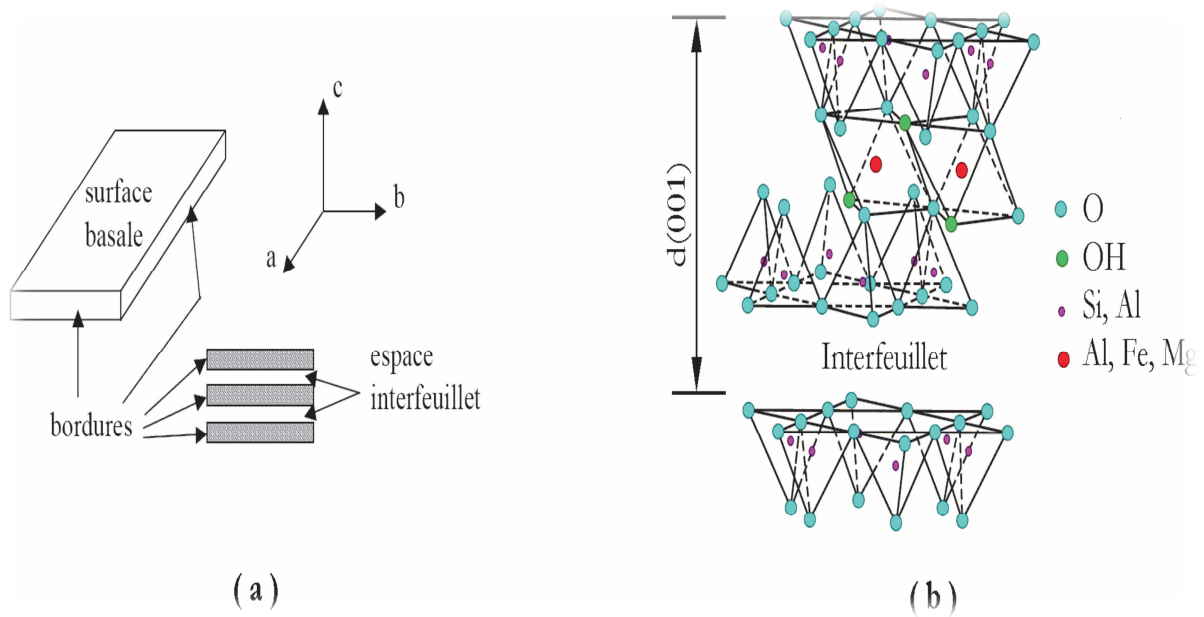 surface
basale
c
b
a
espace
interfeuillet
bordures
( a )
d(001)
O
OH
Si, Al
Al, Fe, Mg
Interfeuillet
( b )